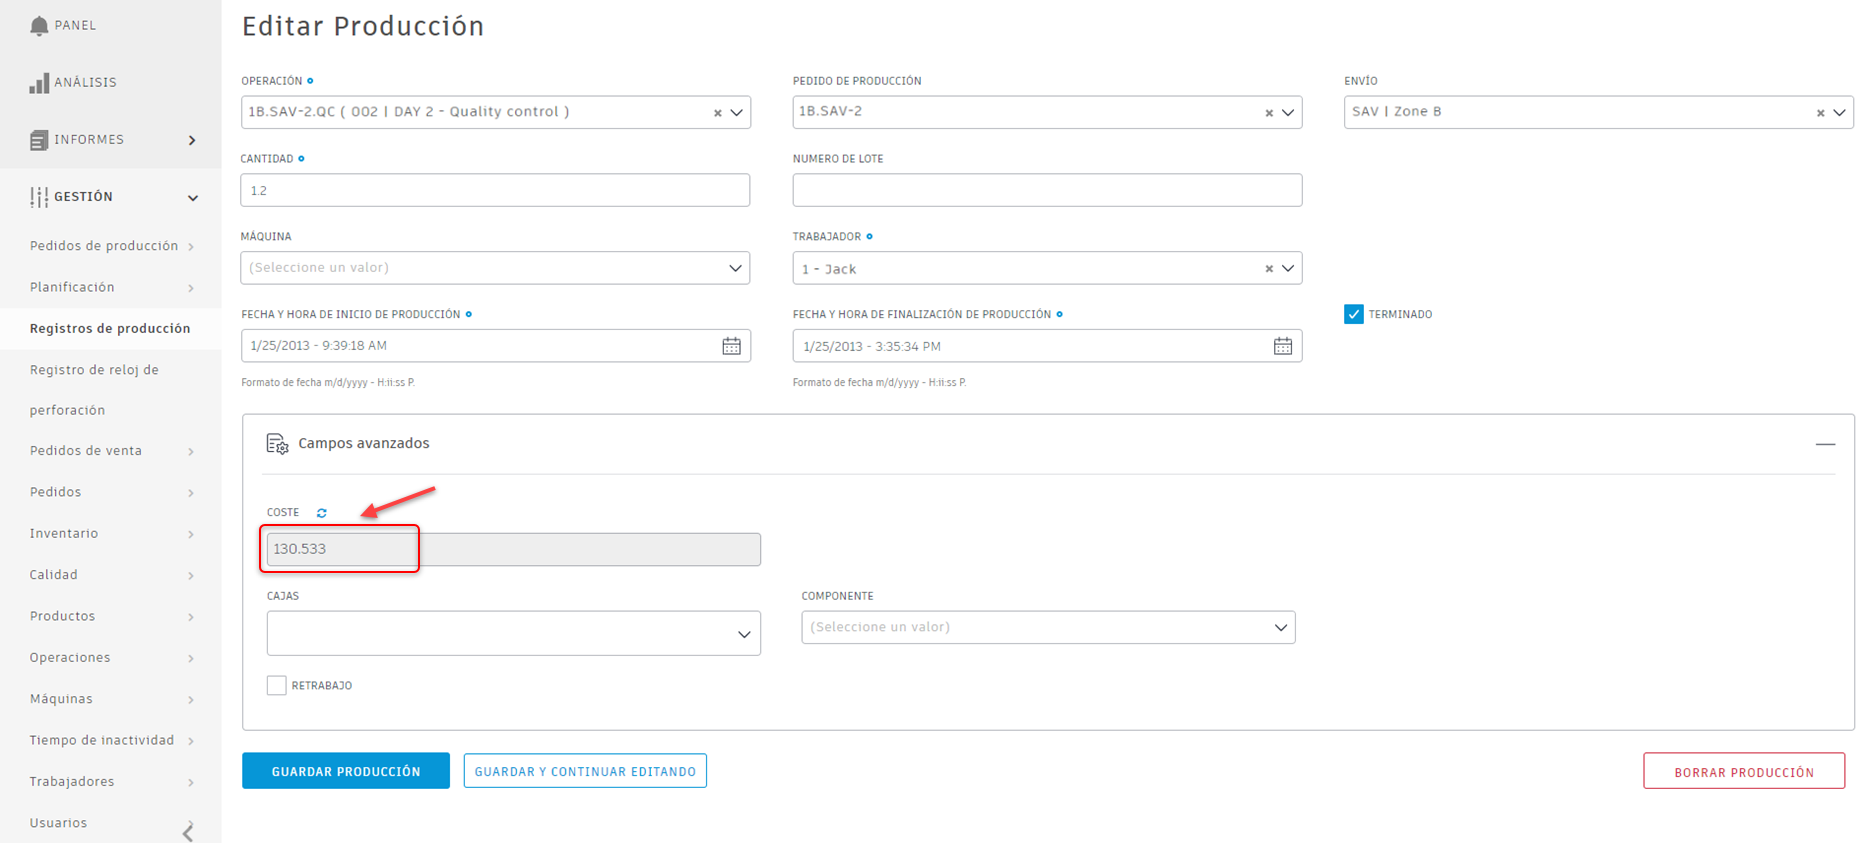 PANEL
ANÁLISIS
INFORMES
GESTIÓN
Pedidos de producción
Planificación
Registros de producción
Registro de reloj de
perforación
Pedidos de venta
Pedidos
Inventario
Calidad
Productos
Operaciones
Máquinas
Tiempo de inactividad
Trabajadores
Usuarios
Editar Producción
OPERACIÓN
1B.SAV-2.QC ( 002 | DAY 2 - Quality control )
PEDIDO DE PRODUCCIÓN
1B.SAV-2
ENVÍO
SAV | Zone B
CANTIDAD
1.2
NUMERO DE LOTE
MÁQUINA
(Seleccione un valor)
TRABAJADOR
1 - Jack
FECHA Y HORA DE INICIO DE PRODUCCIÓN
1/25/2013 - 9:39:18 AM
Formato de fecha m/d/yyyy - H:ii:ss P.
FECHA Y HORA DE FINALIZACIÓN DE PRODUCCIÓN
1/25/2013 - 3:35:34 PM
Formato de fecha m/d/yyyy - H:ii:ss P.
TERMINADO
Campos avanzados
COSTE
130.533
CAJAS
COMPONENTE
(Seleccione un valor)
RETRABAJO
GUARDAR PRODUCCIÓN
GUARDAR Y CONTINUAR EDITANDO
BORRAR PRODUCCIÓN